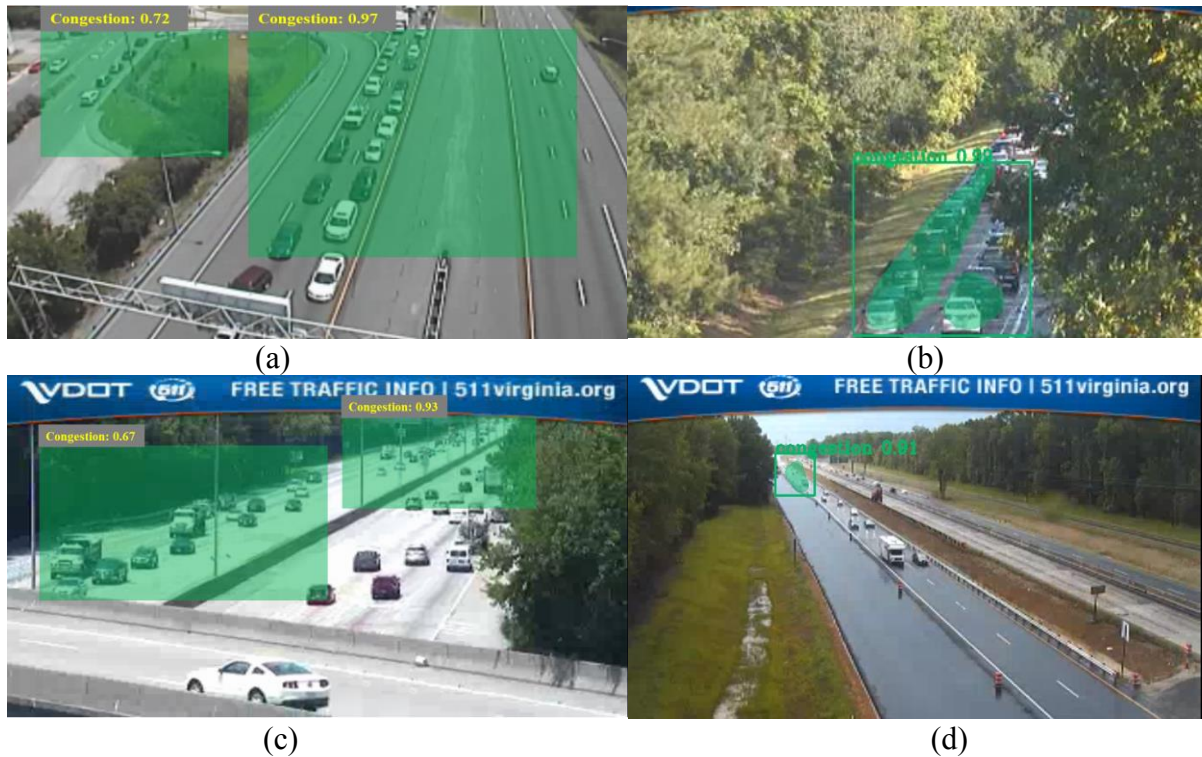 Congestion: 0.72
Congestion: 0.97
congestion 0.99
(a)
(b)
VDOT 511 FREE TRAFFIC INFO | 511virginia.org
VDOT 511 FREE TRAFFIC INFO | 511virginia.org
Congestion: 0.93
Congestion: 0.67
congestion 0.91
(c)
(d)